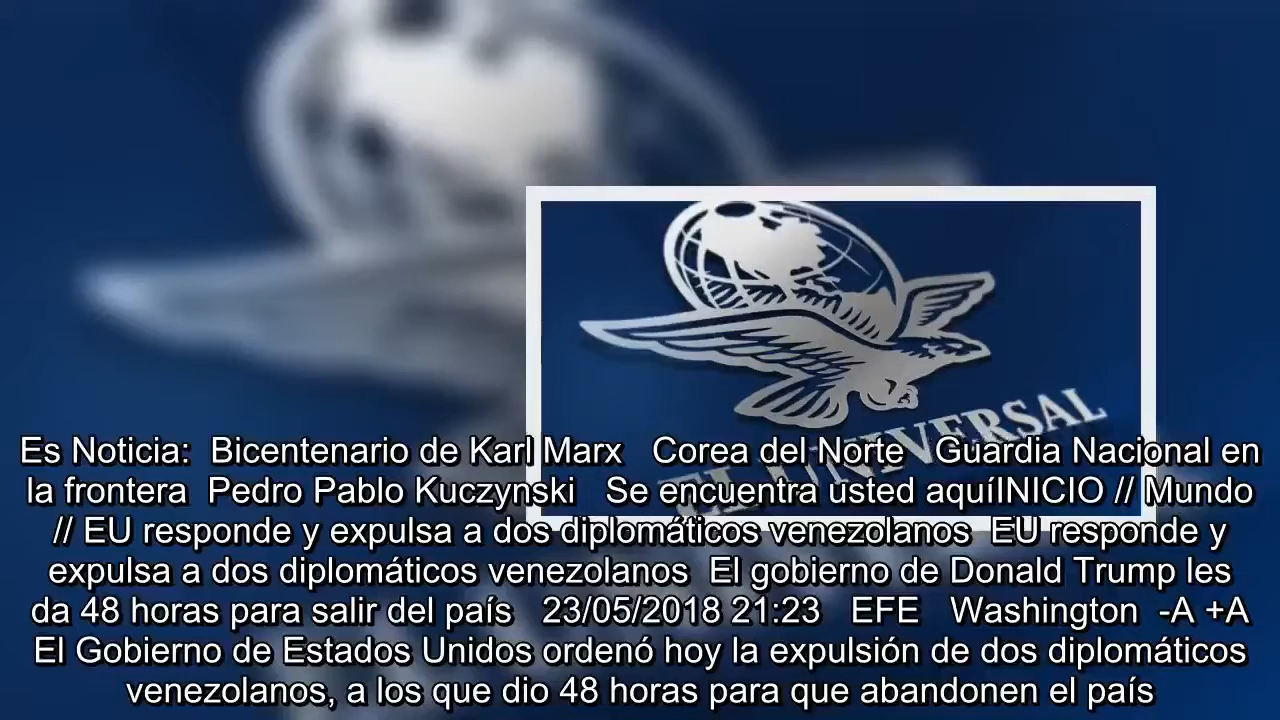 EL UNIVERSAL
Es Noticia: Bicentenario de Karl Marx Corea del Norte Guardia Nacional en
la frontera Pedro Pablo Kuczynski Se encuentra usted aquíINICIO // Mundo
// EU responde y expulsa a dos diplomáticos venezolanos EU responde y
expulsa a dos diplomáticos venezolanos El gobierno de Donald Trump les
da 48 horas para salir del país 23/05/2018 21:23 EFE Washington -A +A
El Gobierno de Estados Unidos ordenó hoy la expulsión de dos diplomáticos
venezolanos, a los que dio 48 horas para que abandonen el país